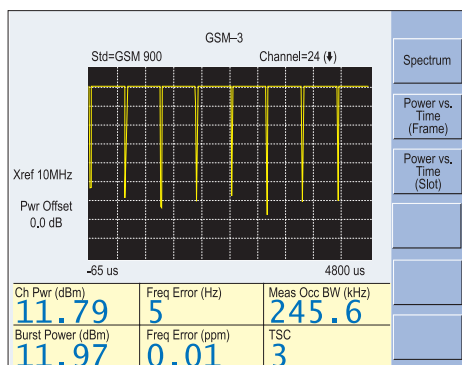 GSM–3
Std=GSM 900 Channel=24 (⬇)
Spectrum
Power vs.
Time
(Frame)
Power vs.
Time
(Slot)
Xref 10MHz
Pwr Offset
0.0 dB
-65 us 4800 us
Ch Pwr (dBm) Freq Error (Hz) Meas Occ BW (kHz)
11.79 5 245.6
Burst Power (dBm) Freq Error (ppm) TSC
11.97 0.01 3